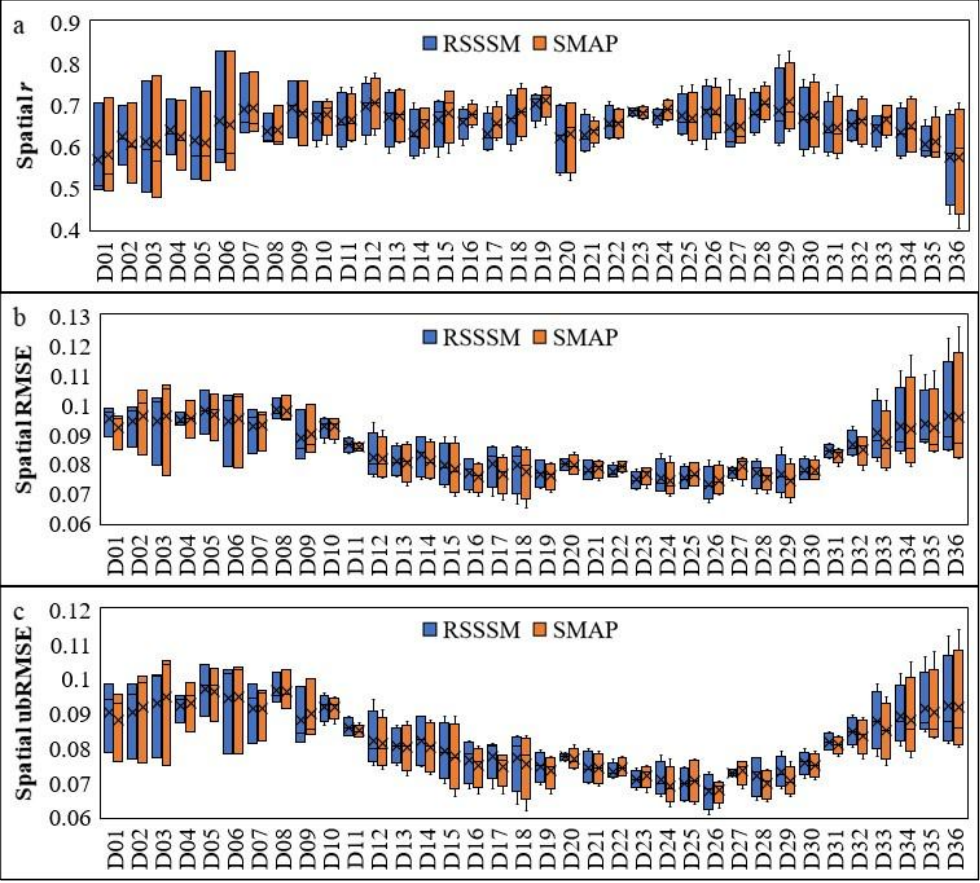 a
0.9
0.8
0.7
0.6
0.5
0.4
Spatial r
RSSSM SMAP
D01 D02 D03 D04 D05 D06 D07 D08 D09 D10 D11 D12 D13 D14 D15 D16 D17 D18 D19 D20 D21 D22 D23 D24 D25 D26 D27 D28 D29 D30 D31 D32 D33 D34 D35 D36
b
0.13
0.12
0.11
0.1
0.09
0.08
0.07
0.06
Spatial RMSE
RSSSM SMAP
D01 D02 D03 D04 D05 D06 D07 D08 D09 D10 D11 D12 D13 D14 D15 D16 D17 D18 D19 D20 D21 D22 D23 D24 D25 D26 D27 D28 D29 D30 D31 D32 D33 D34 D35 D36
c
0.12
0.11
0.1
0.09
0.08
0.07
0.06
Spatial ubRMSE
RSSSM SMAP
D01 D02 D03 D04 D05 D06 D07 D08 D09 D10 D11 D12 D13 D14 D15 D16 D17 D18 D19 D20 D21 D22 D23 D24 D25 D26 D27 D28 D29 D30 D31 D32 D33 D34 D35 D36